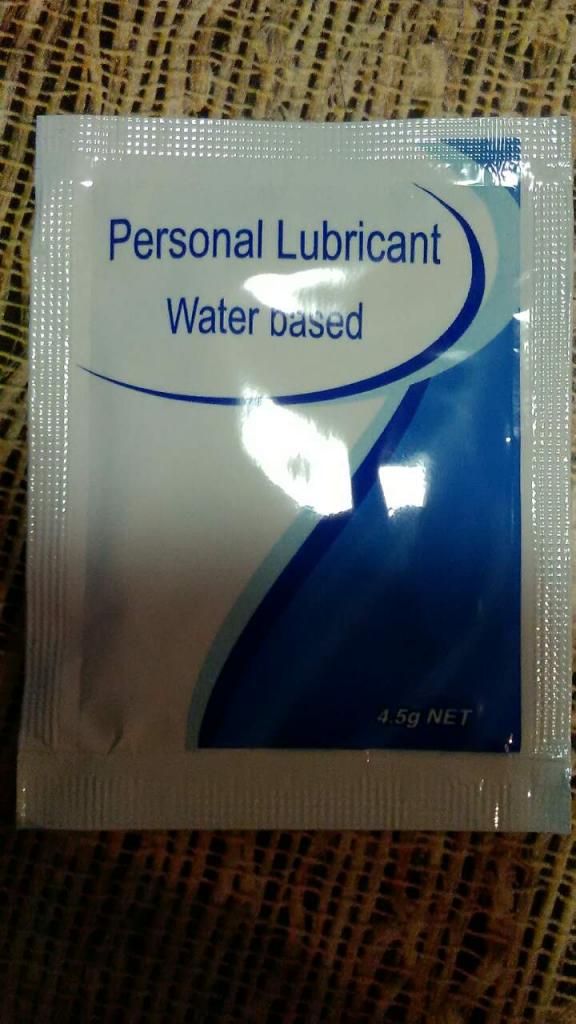 Personal Lubricant
Water based
4.5g NET